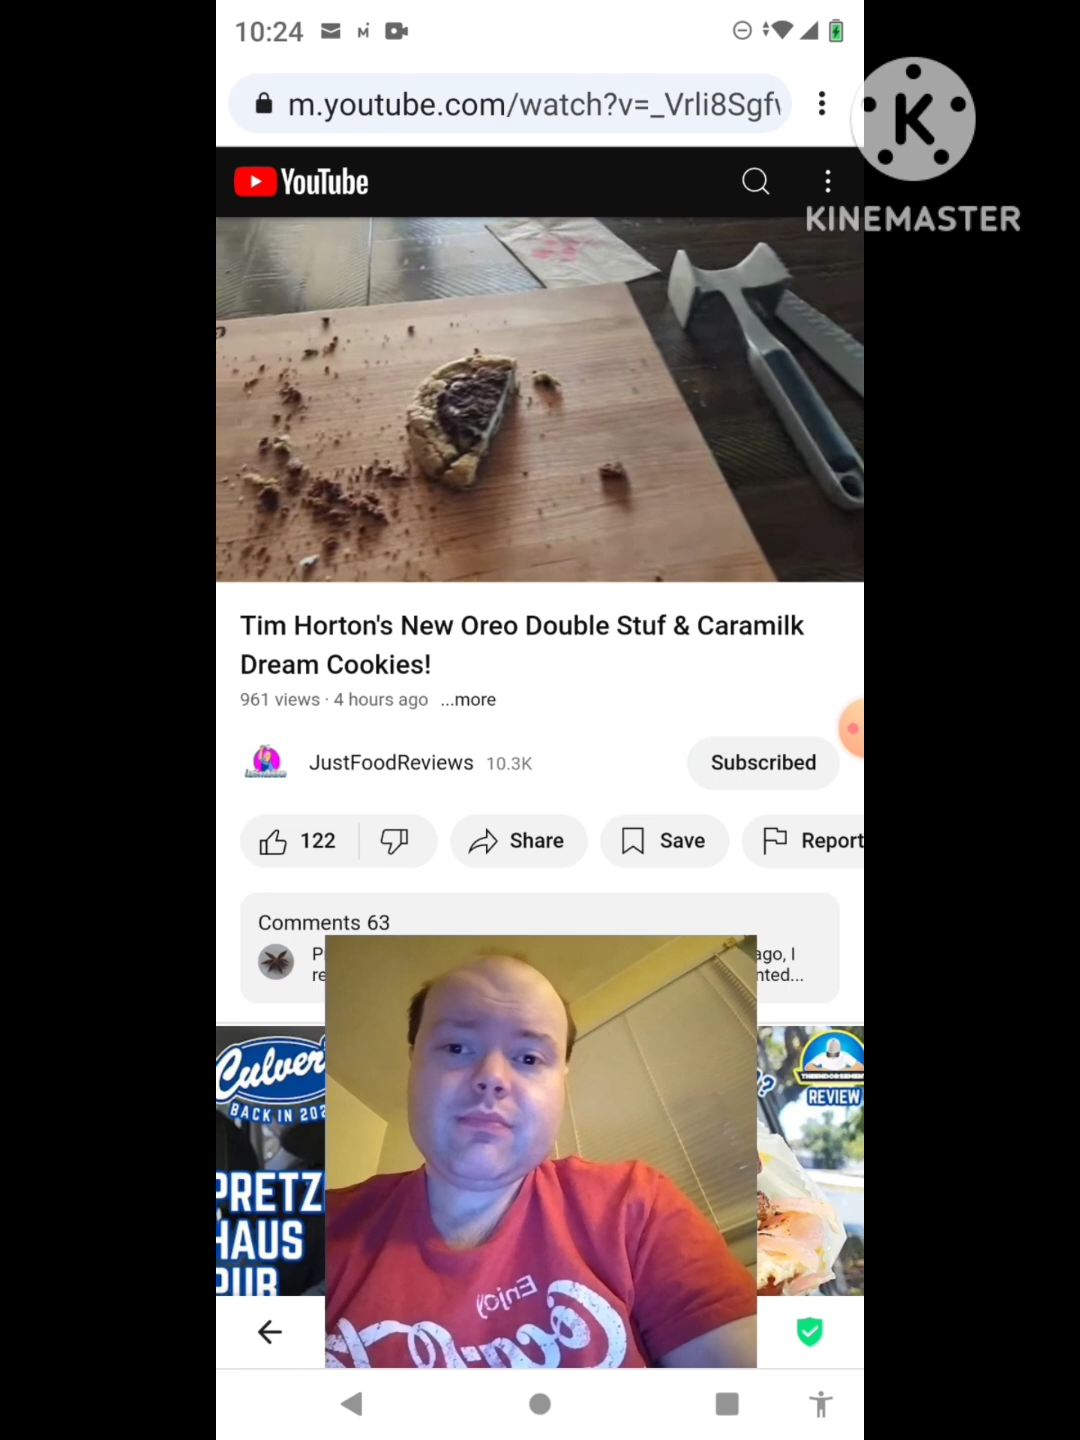 10:24
m.youtube.com/watch?v=_Vrli8Sgf
K
KINEMASTER
YouTube
Tim Horton's New Oreo Double Stuf & Caramilk
Dream Cookies!
961 views · 4 hours ago ...more
JustFoodReviews 10.3K
Subscribed
122
Share
Save
Report
Comments 63
ago, I
Culver'
BACK IN 202
PRETZ
HAUS
PUB
REVIEW
Enjoy